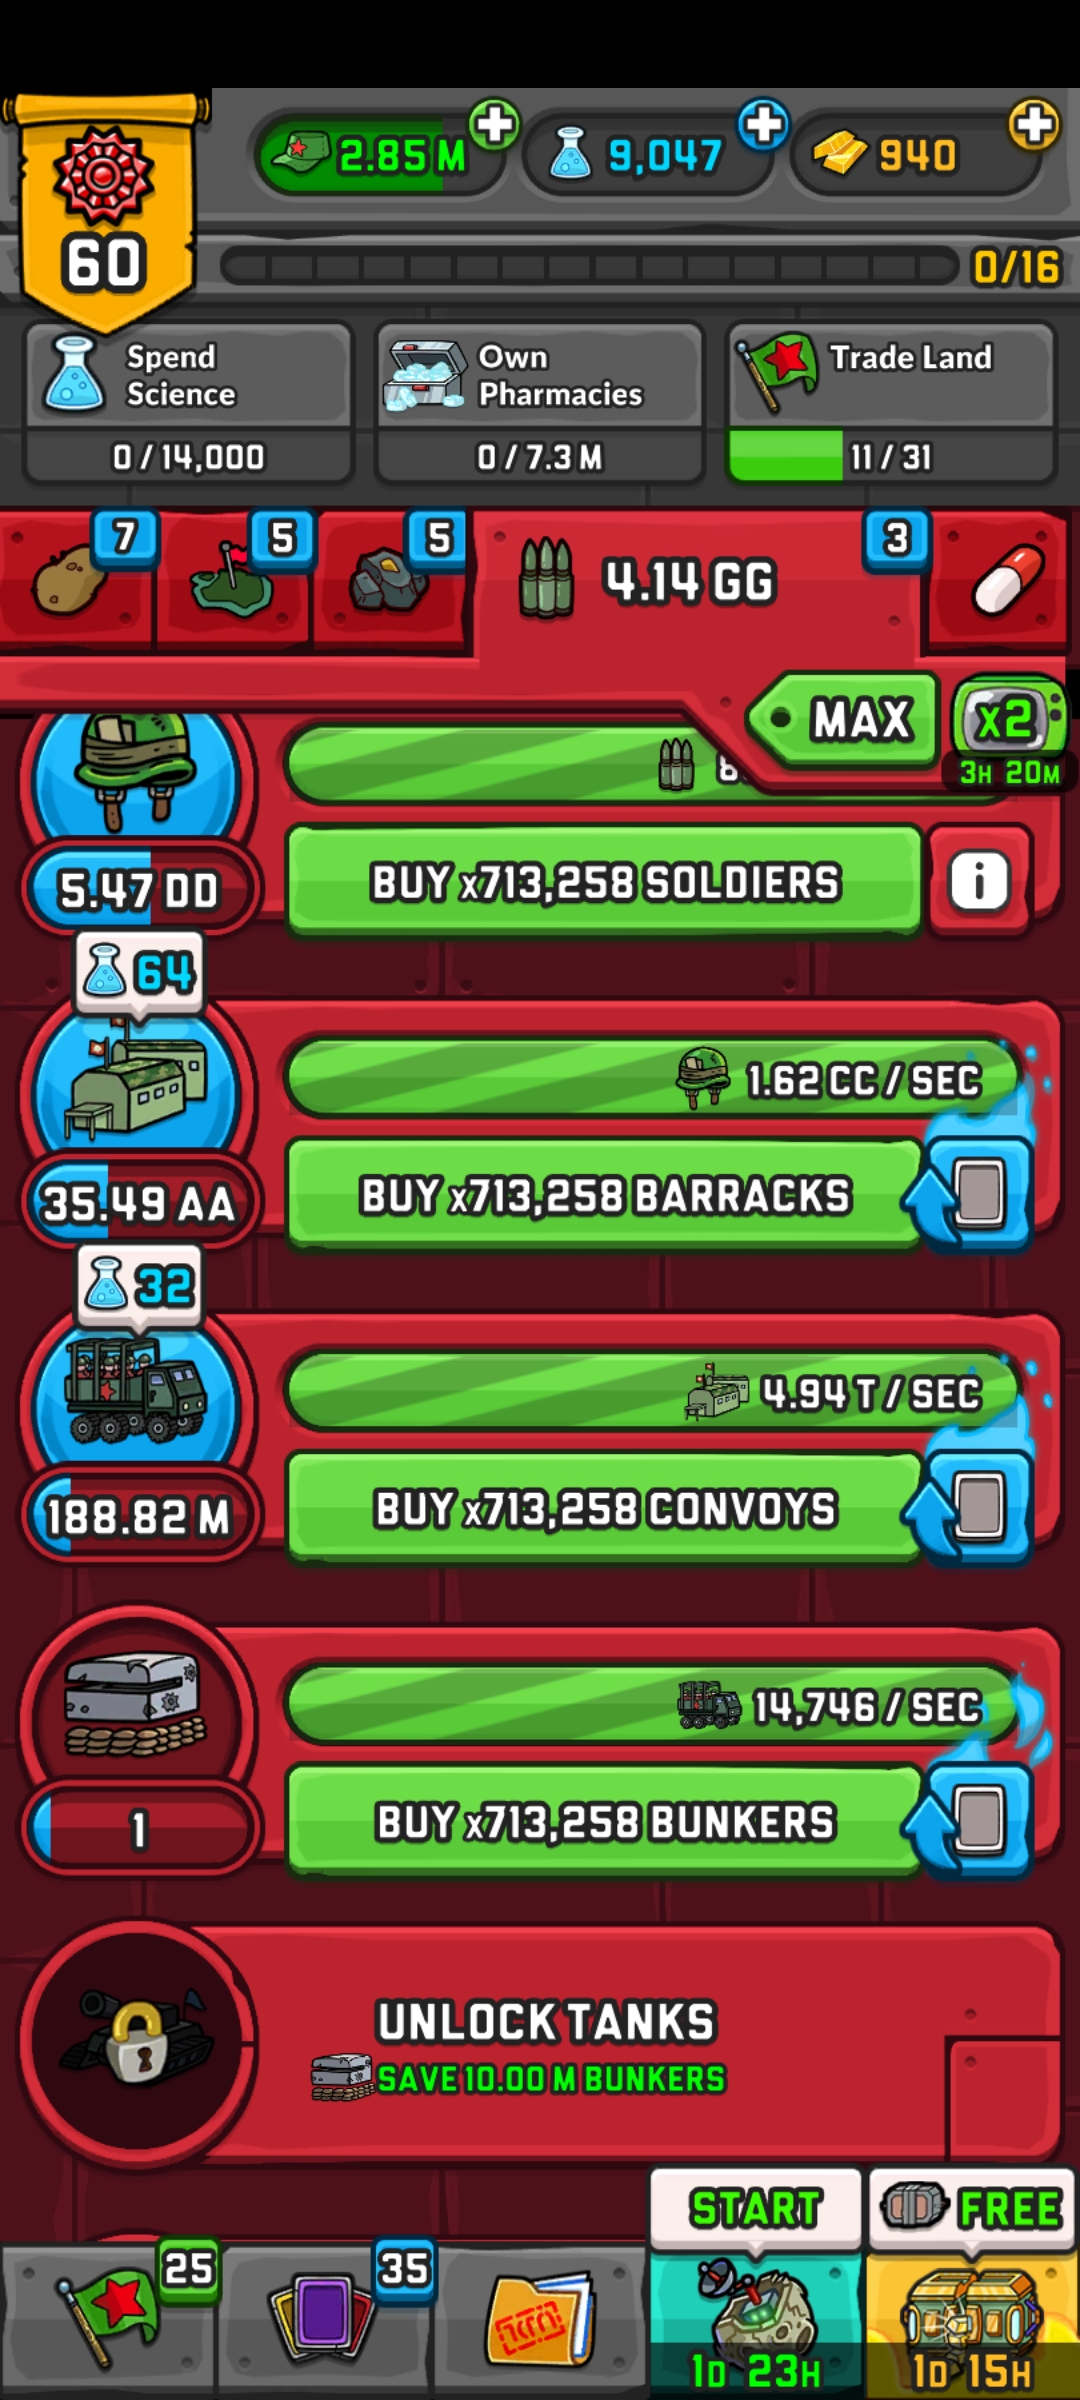 2.85 M
9,047
940
60
0/16
Spend
Science
0 / 14,000
Own
Pharmacies
0 / 7.3 M
Trade Land
11 / 31
7
5
5
4.14 GG
3
MAX
x2
3H 20M
5.47 DD
BUY x713,258 SOLDIERS
i
64
1.62 CC / SEC
35.49 AA
BUY x713,258 BARRACKS
32
4.94 T / SEC
188.82 M
BUY x713,258 CONVOYS
14,746 / SEC
1
BUY x713,258 BUNKERS
UNLOCK TANKS
SAVE 10.00 M BUNKERS
START
FREE
25
35
1D 23H
1D 15H